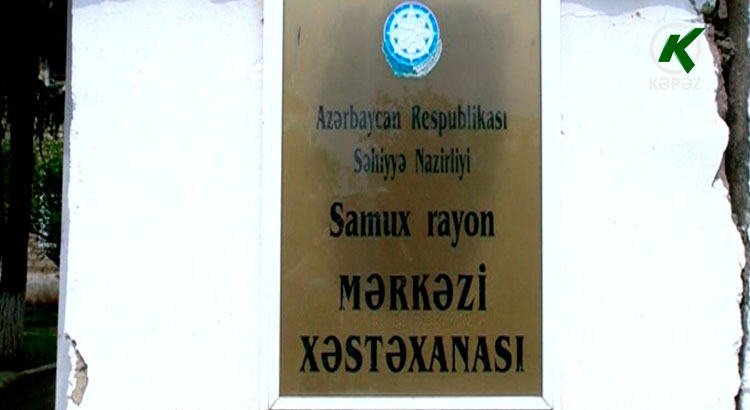 K
KƏPƏZ
Azərbaycan Respublikası
Səhiyyə Nazirliyi
Samux rayon
MƏRKƏZİ
XƏSTƏXANASI